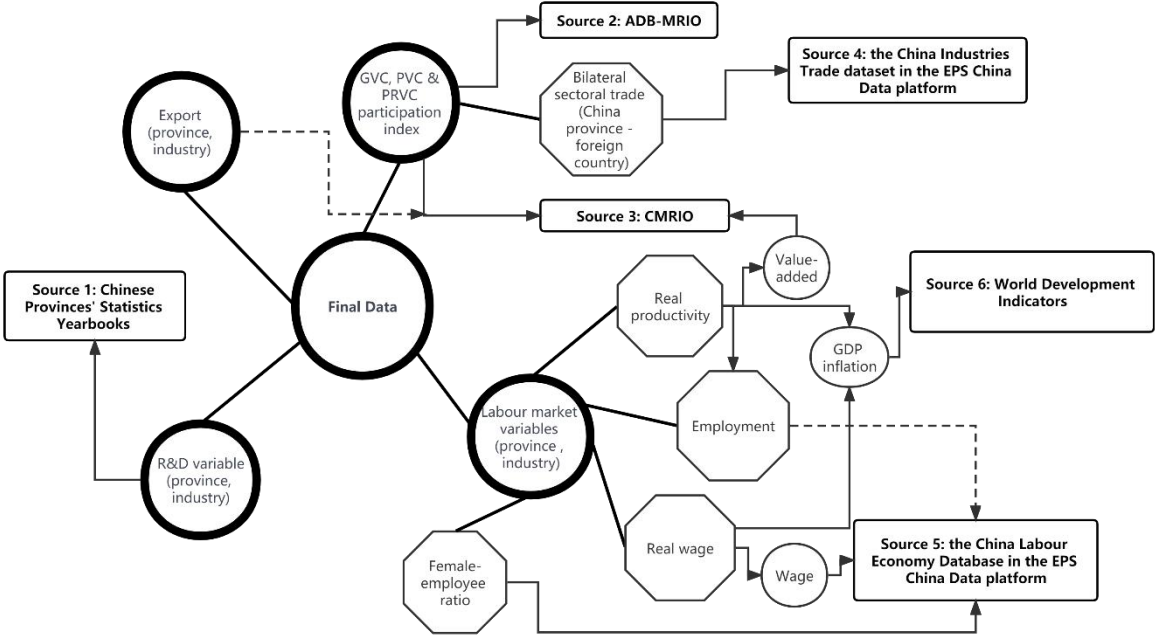 Source 2: ADB-MRIO
Source 4: the China Industries
Trade dataset in the EPS China
Data platform
GVC, PVC &
PRVC
participation
index
Bilateral
sectoral trade
(China
province -
foreign
country)
Export
(province,
industry)
Source 3: CMRIO
Value-
added
Source 1: Chinese
Provinces' Statistics
Yearbooks
Final Data
Real
productivity
Source 6: World Development
Indicators
GDP
inflation
Labour market
variables
(province ,
industry)
Employment
R&D variable
(province,
industry)
Real wage
Wage
Source 5: the China Labour
Economy Database in the EPS
China Data platform
Female-
employee
ratio